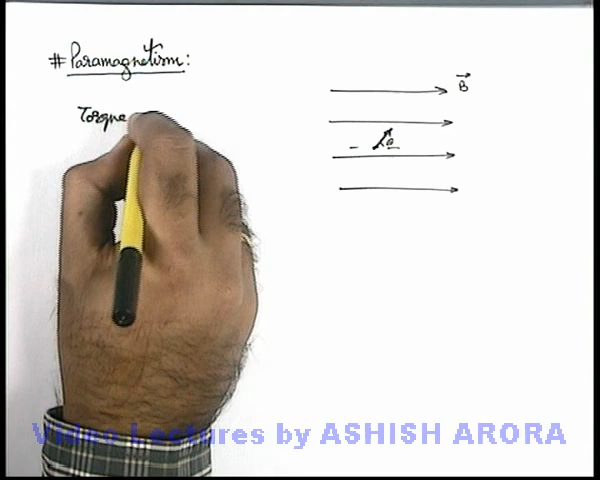 # Paramagnetism:
B
Torque
θ
Video Lectures by ASHISH ARORA